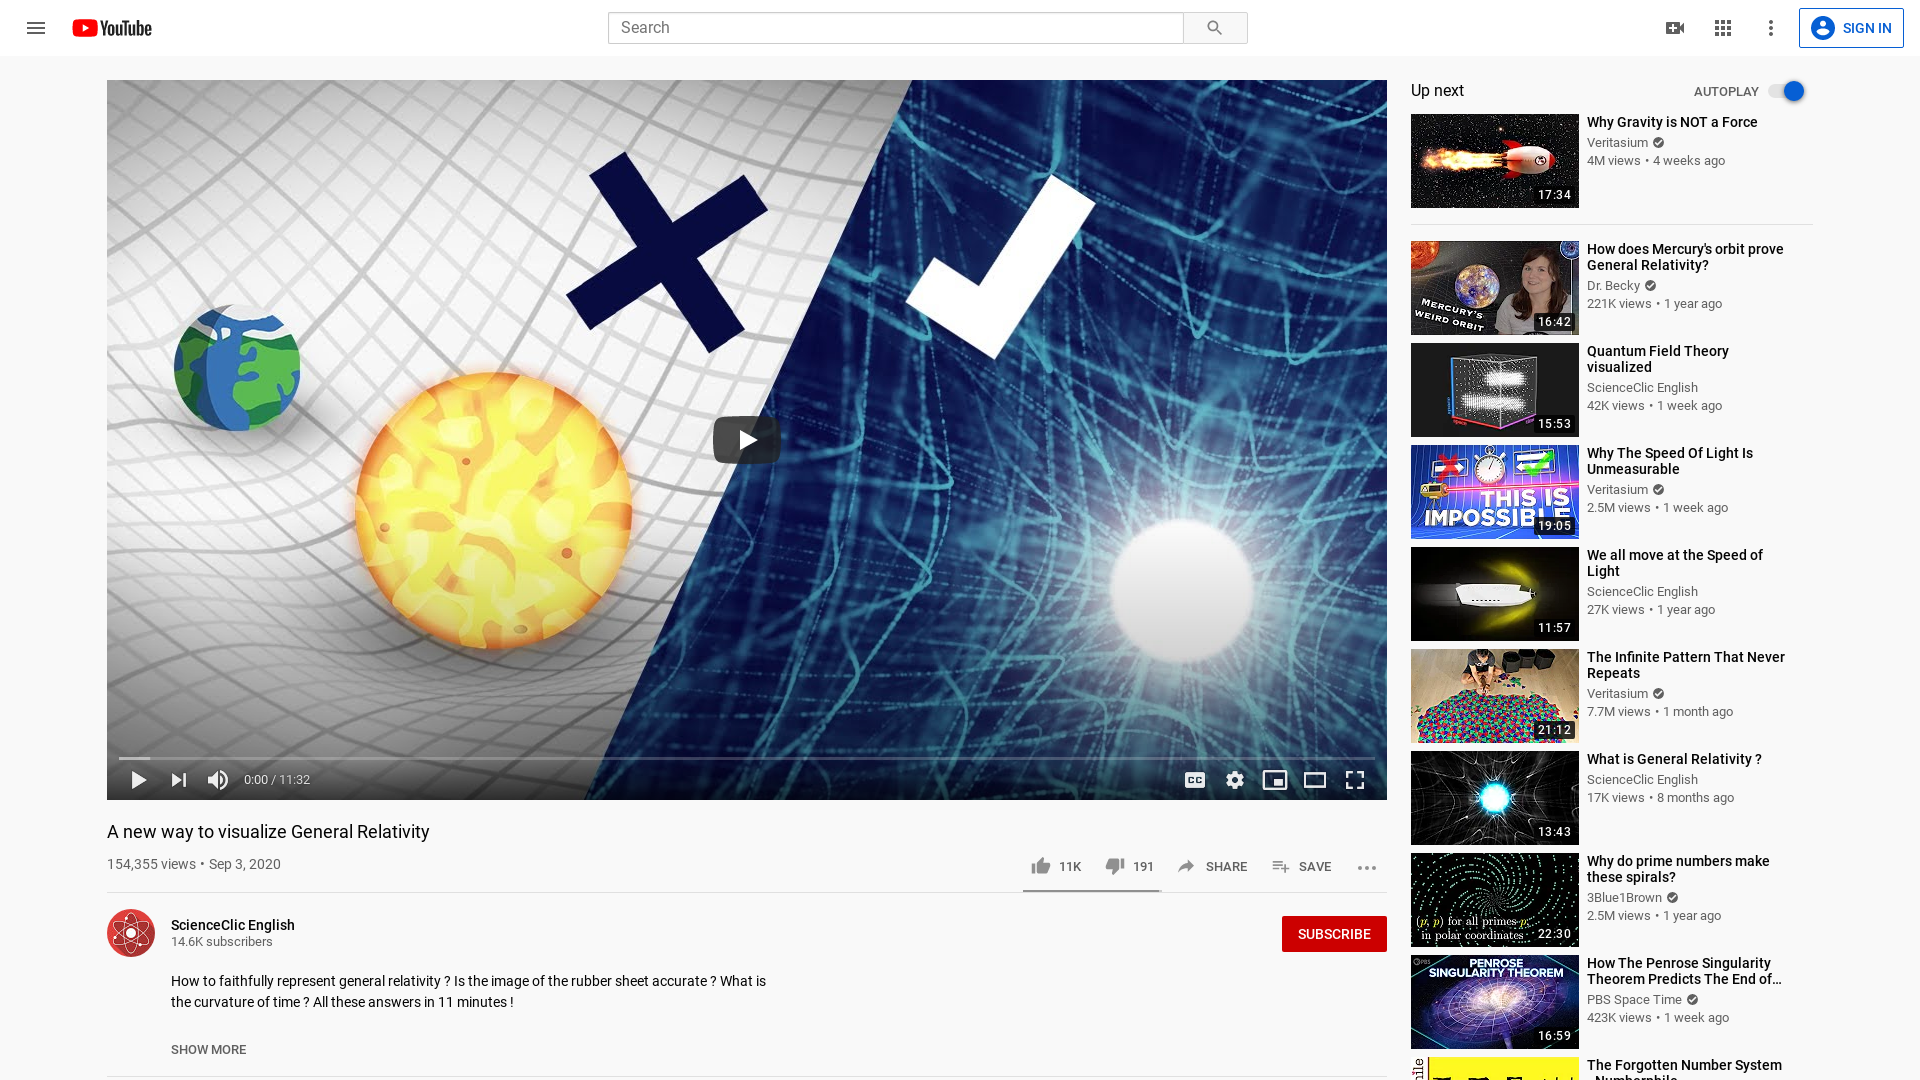 YouTube
Search
SIGN IN
0:00 / 11:32
CC
A new way to visualize General Relativity
154,355 views • Sep 3, 2020
11K
191
SHARE
SAVE
ScienceClic English
14.6K subscribers
SUBSCRIBE
How to faithfully represent general relativity ? Is the image of the rubber sheet accurate ? What is
the curvature of time ? All these answers in 11 minutes !
SHOW MORE
Up next
AUTOPLAY
17:34
Why Gravity is NOT a Force
Veritasium
4M views • 4 weeks ago
MERCURY'S
WEIRD ORBIT
16:42
How does Mercury's orbit prove
General Relativity?
Dr. Becky
221K views • 1 year ago
15:53
Quantum Field Theory
visualized
ScienceClic English
42K views • 1 week ago
THIS IS
IMPOSSIBLE
19:05
Why The Speed Of Light Is
Unmeasurable
Veritasium
2.5M views • 1 week ago
11:57
We all move at the Speed of
Light
ScienceClic English
27K views • 1 year ago
21:12
The Infinite Pattern That Never
Repeats
Veritasium
7.7M views • 1 month ago
13:43
What is General Relativity ?
ScienceClic English
17K views • 8 months ago
(p, p) for all primes p,
in polar coordinates
22:30
Why do prime numbers make
these spirals?
3Blue1Brown
2.5M views • 1 year ago
PBS
PENROSE
SINGULARITY THEOREM
16:59
How The Penrose Singularity
Theorem Predicts The End of...
PBS Space Time
423K views • 1 week ago
The Forgotten Number System